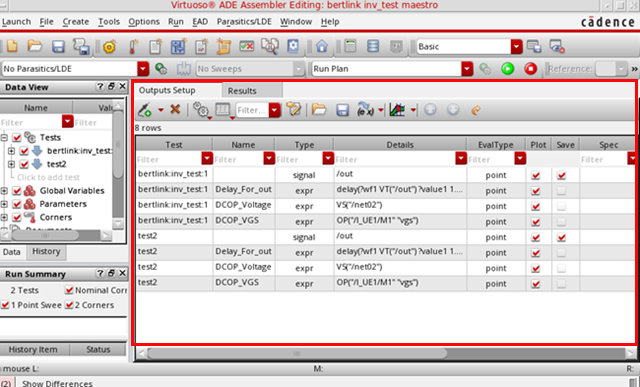 Virtuoso® ADE Assembler Editing: bertlink inv_test maestro
Launch File Create Tools Options Run EAD Parasitics/LDE Window Help
cādence
Basic
No Parasitics/LDE No Sweeps Run Plan Reference:
Data View
Name Valu
Filter Filter
Tests
bertlink:inv_test:1
test2
Click to add test
Global Variables
Parameters
Corners
Documents
Data History
Run Summary
2 Tests Nominal Corn
1 Point Swee 2 Corners
History Item Status
Outputs Setup Results
Filter...
8 rows
Test Name Type Details EvalType Plot Save Spec
Filter Filter Filter Filter Filter Filter
bertlink:inv_test:1 signal /out point
bertlink:inv_test:1 Delay_For_out expr delay(?wf1 VT("/out") ?value1 1.... point
bertlink:inv_test:1 DCOP_Voltage expr VS("/net02") point
bertlink:inv_test:1 DCOP_VGS expr OP("/I_UE1/M1" "vgs") point
test2 signal /out point
test2 Delay_For_out expr delay(?wf1 VT("/out") ?value1 1.... point
test2 DCOP_Voltage expr VS("/net02") point
test2 DCOP_VGS expr OP("/I_UE1/M1" "vgs") point
mouse L: M: R:
(2) Show Differences